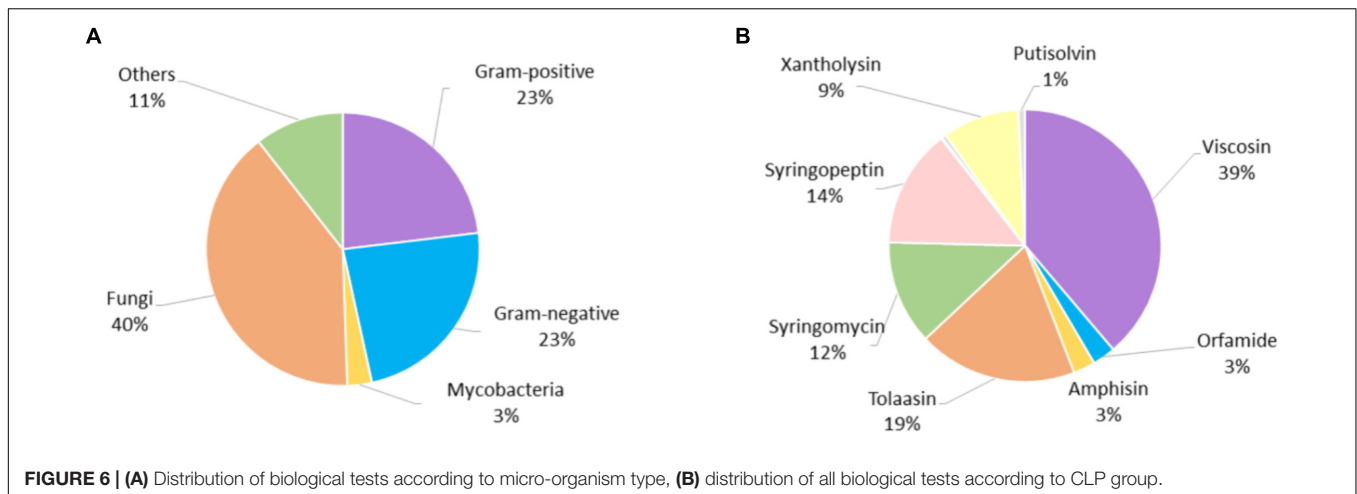 A
Others
11%
Gram-positive
23%
Fungi
40%
Gram-negative
23%
Mycobacteria
3%
B
Putisolvin
1%
Xantholysin
9%
Viscosin
39%
Syringopeptin
14%
Syringomycin
12%
Orfamide
3%
Amphisin
3%
Tolaasin
19%
FIGURE 6 | (A) Distribution of biological tests according to micro-organism type, (B) distribution of all biological tests according to CLP group.